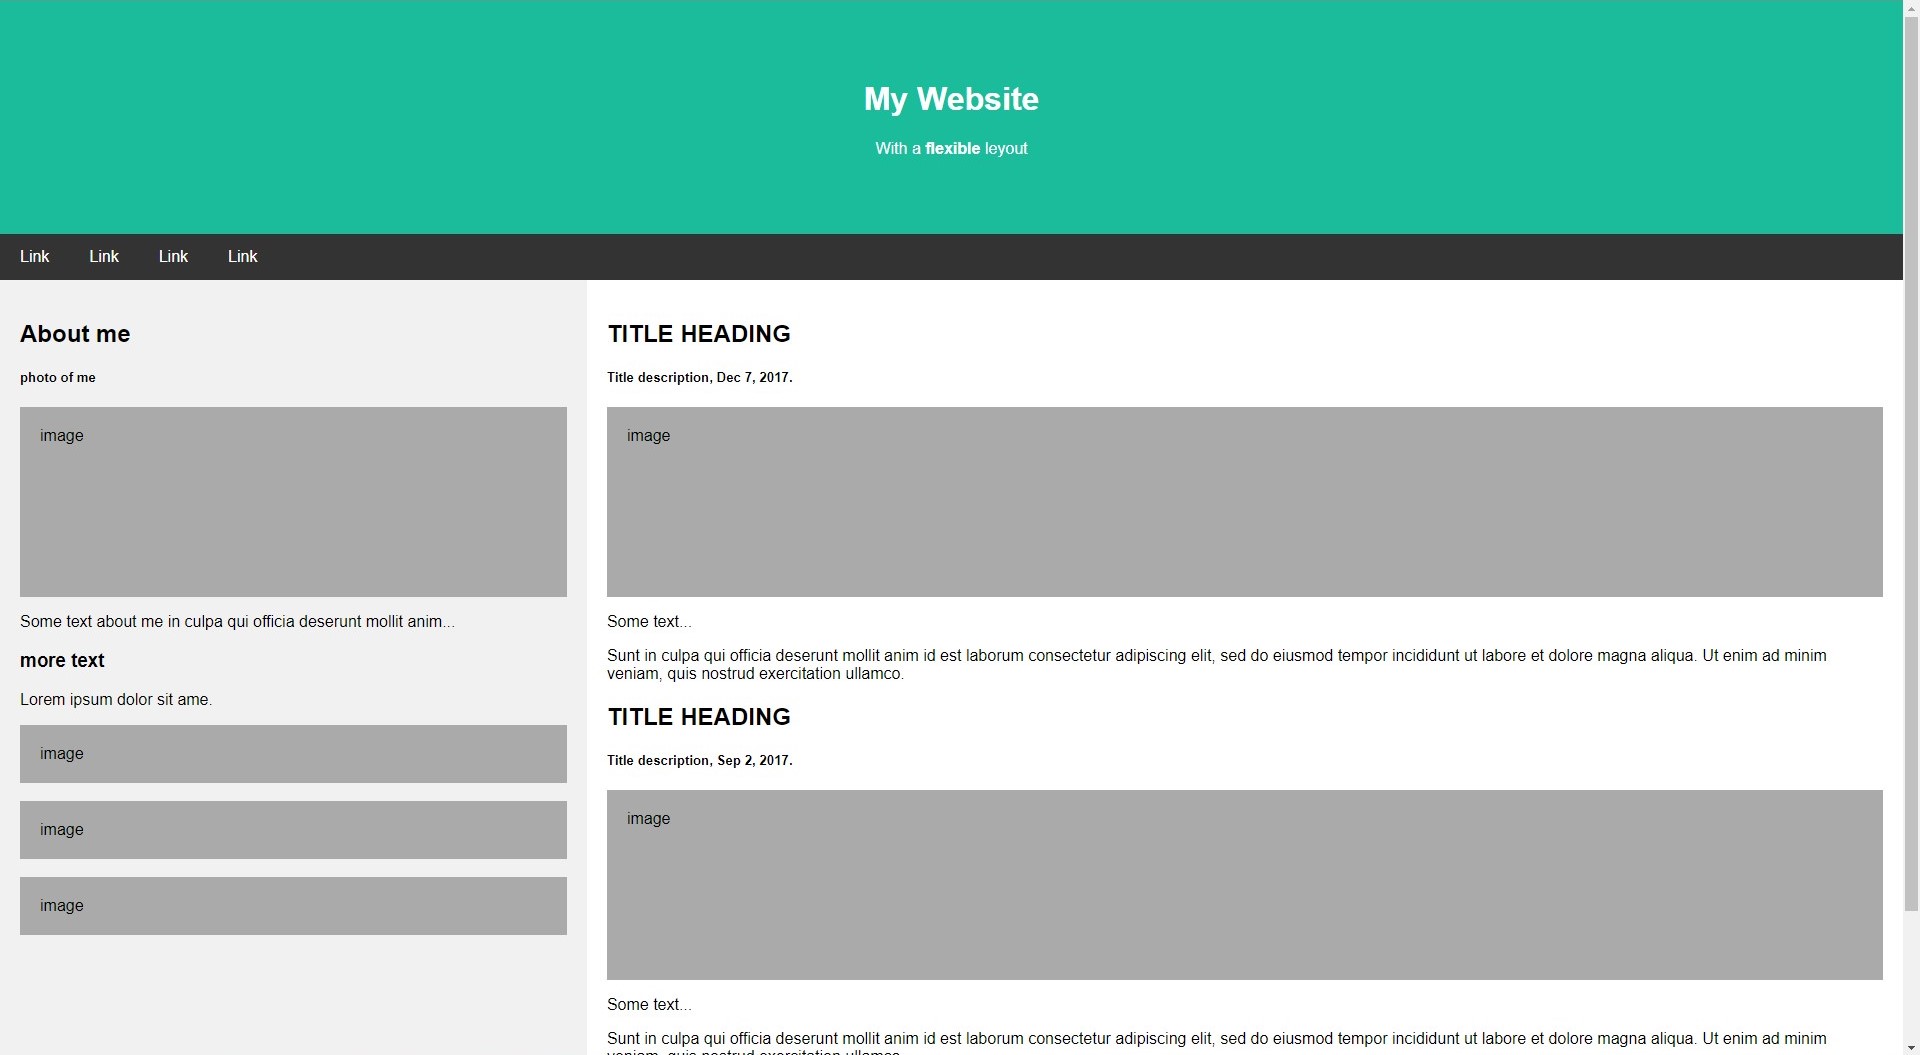 My Website
With a flexible leyout
Link Link Link Link
About me
photo of me
image
Some text about me in culpa qui officia deserunt mollit anim...
more text
Lorem ipsum dolor sit ame.
image
image
image
TITLE HEADING
Title description, Dec 7, 2017.
image
Some text...
Sunt in culpa qui officia deserunt mollit anim id est laborum consectetur adipiscing elit, sed do eiusmod tempor incididunt ut labore et dolore magna aliqua. Ut enim ad minim
veniam, quis nostrud exercitation ullamco.
TITLE HEADING
Title description, Sep 2, 2017.
image
Some text...
Sunt in culpa qui officia deserunt mollit anim id est laborum consectetur adipiscing elit, sed do eiusmod tempor incididunt ut labore et dolore magna aliqua. Ut enim ad minim
veniam, quis nostrud exercitation ullamco.